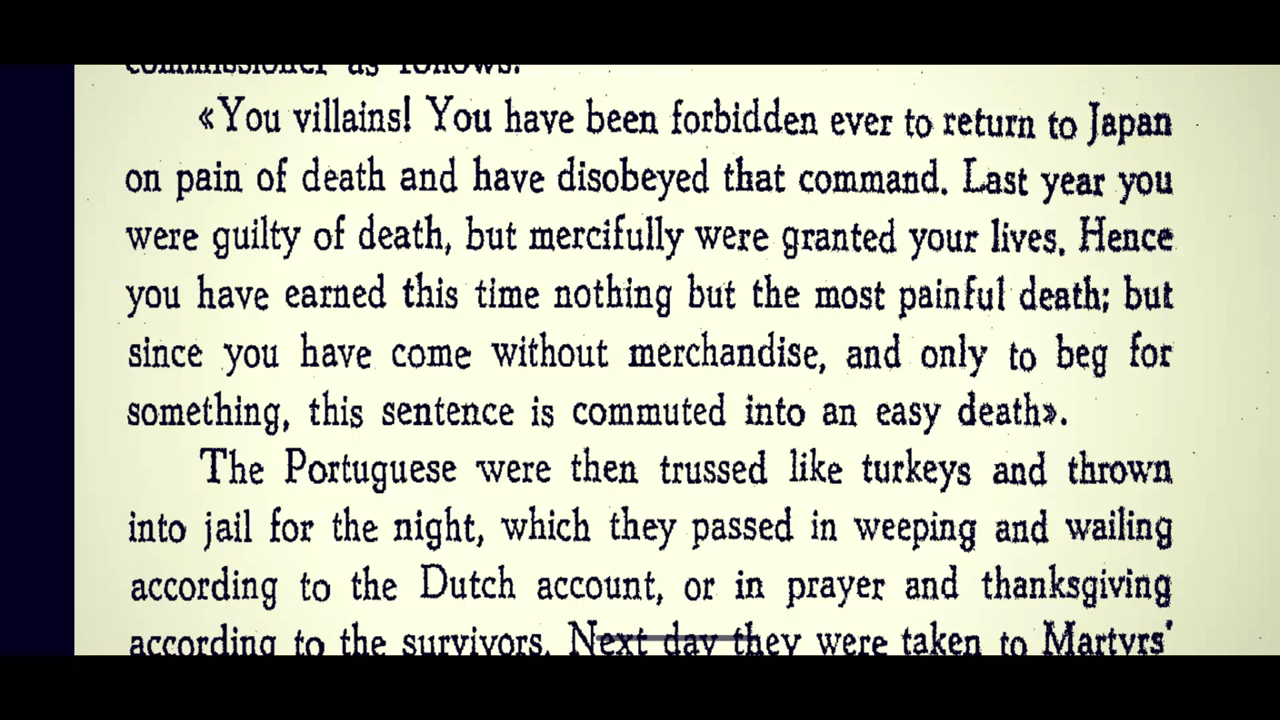 commissioner as follows:
«You villains! You have been forbidden ever to return to Japan
on pain of death and have disobeyed that command. Last year you
were guilty of death, but mercifully were granted your lives. Hence
you have earned this time nothing but the most painful death; but
since you have come without merchandise, and only to beg for
something, this sentence is commuted into an easy death».
The Portuguese were then trussed like turkeys and thrown
into jail for the night, which they passed in weeping and wailing
according to the Dutch account, or in prayer and thanksgiving
according to the survivors. Next day they were taken to Martyrs'